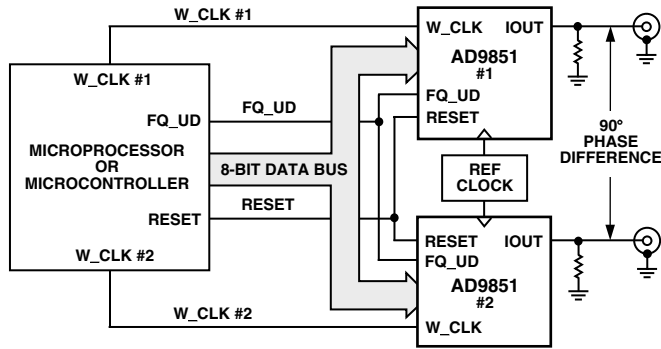 W_CLK #1
W_CLK #1
FQ_UD
MICROPROCESSOR
OR
MICROCONTROLLER
RESET
W_CLK #2
FQ_UD
8-BIT DATA BUS
RESET
W_CLK #2
W_CLK IOUT
AD9851
#1
FQ_UD
RESET
REF
CLOCK
RESET IOUT
FQ_UD
AD9851
#2
W_CLK
90°
PHASE
DIFFERENCE